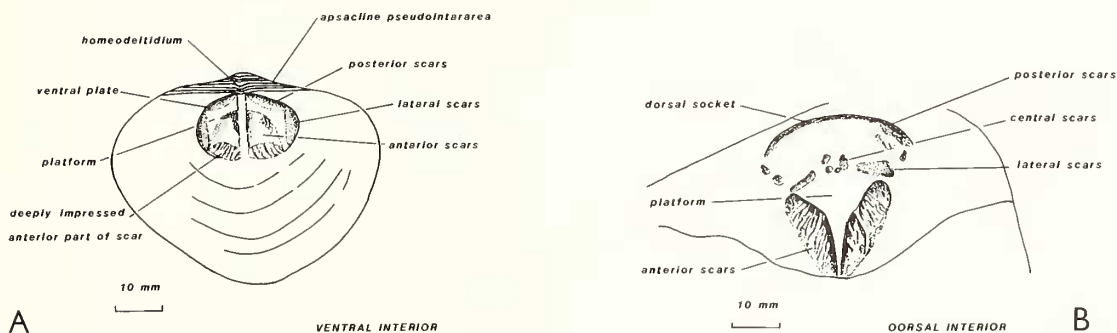 apsacline pseudointararea
homeodeltidium
posterior scars
ventral plate
lataral scars
antarior scars
platform
deeply impressed
anterior part of scar
10 mm
A
VENTRAL INTERIOR
posterior scars
dorsal socket
central scars
lateral scars
platform
anterior scars
10 mm
DORSAL INTERIOR
B